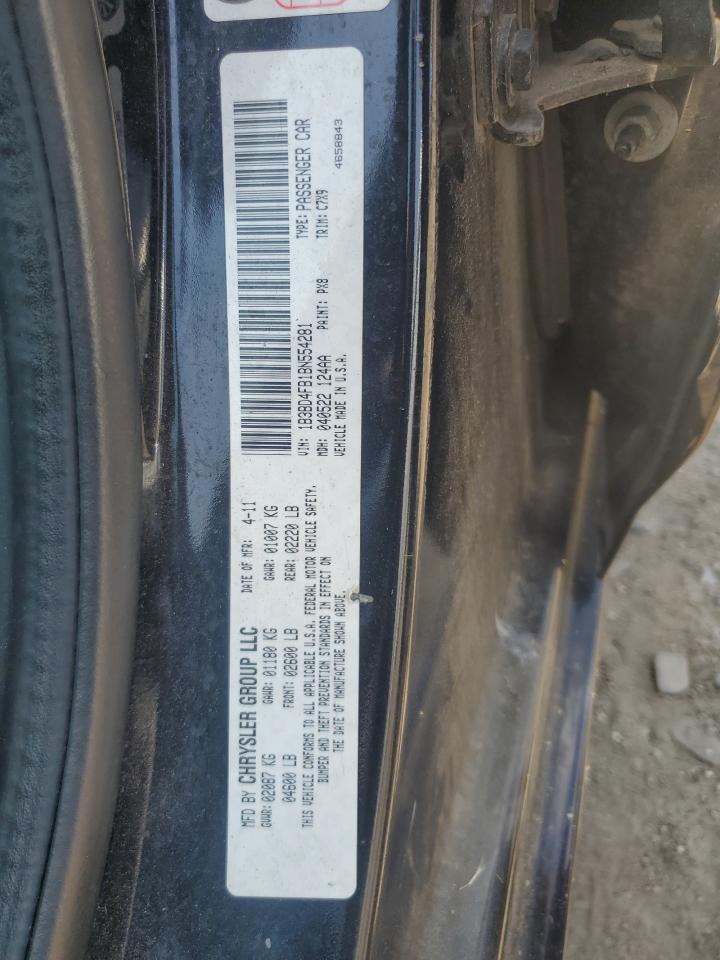 MFD BY CHRYSLER GROUP LLC DATE OF MFR: 4-11
GVWR: 02087 KG GAWR: 01180 KG GAWR: 01007 KG
04600 LB FRONT: 02600 LB REAR: 02220 LB
THIS VEHICLE CONFORMS TO ALL APPLICABLE U.S.A. FEDERAL MOTOR VEHICLE SAFETY,
BUMPER AND THEFT PREVENTION STANDARDS IN EFFECT ON
THE DATE OF MANUFACTURE SHOWN ABOVE.
VIN: 1B3BD4FB1BN554281 TYPE: PASSENGER CAR
MDH: 040522 124AA PAINT: PX8 TRIM: C7X9
VEHICLE MADE IN U.S.A. 4658843